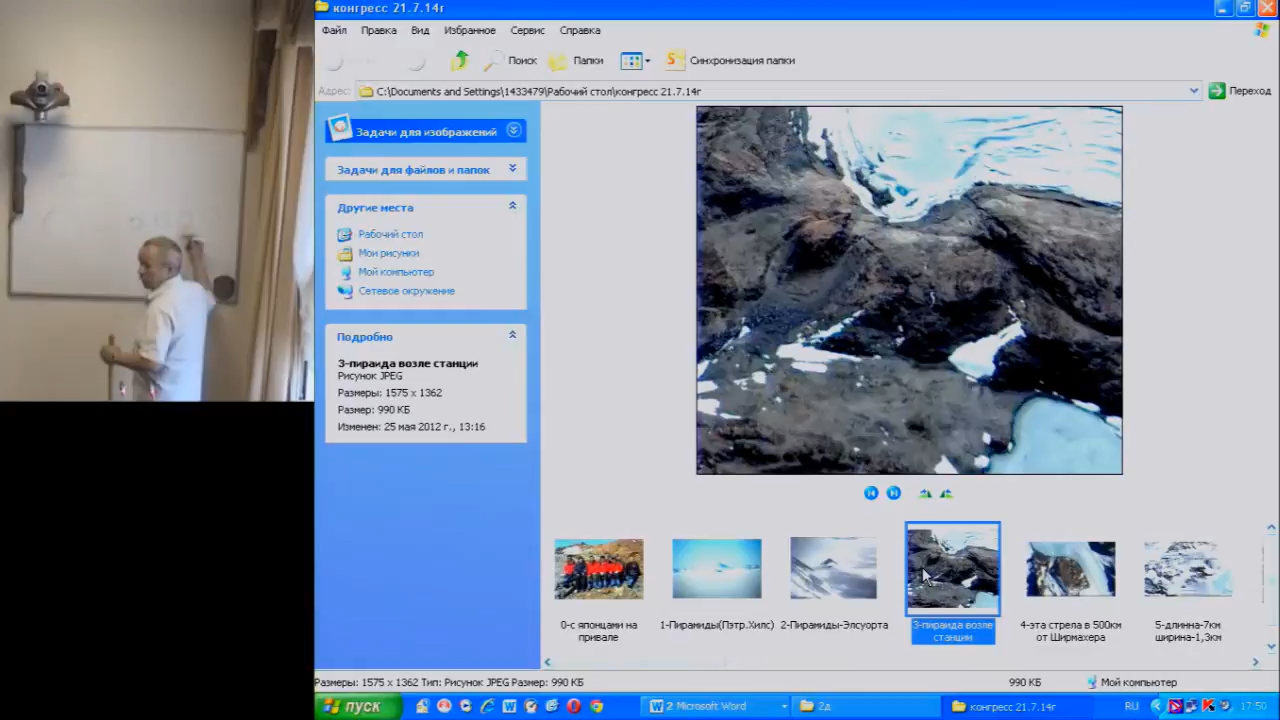 конгресс 21.7.14г
Файл Правка Вид Избранное Сервис Справка
Поиск Папки Синхронизация папки
Адрес: C:\Documents and Settings\1433479\Рабочий стол\конгресс 21.7.14г Переход
Задачи для изображений
Задачи для файлов и папок
Другие места
Рабочий стол
Мои рисунки
Мой компьютер
Сетевое окружение
Подробно
3-пираида возле станции
Рисунок JPEG
Размеры: 1575 x 1362
Размер: 990 КБ
Изменен: 25 мая 2012 г., 13:16
0-с японцами на привале
1-Пирамиды(Пэтр.Хилс)
2-Пирамиды-Элсуорта
3-пираида возле станции
4-эта стрела в 500км от Ширмахера
5-длинна-7км ширина-1,3км
Размеры: 1575 x 1362 Тип: Рисунок JPEG Размер: 990 КБ 990 КБ Мой компьютер
пуск 2 Microsoft Word 2д конгресс 21.7.14г RU 17:50